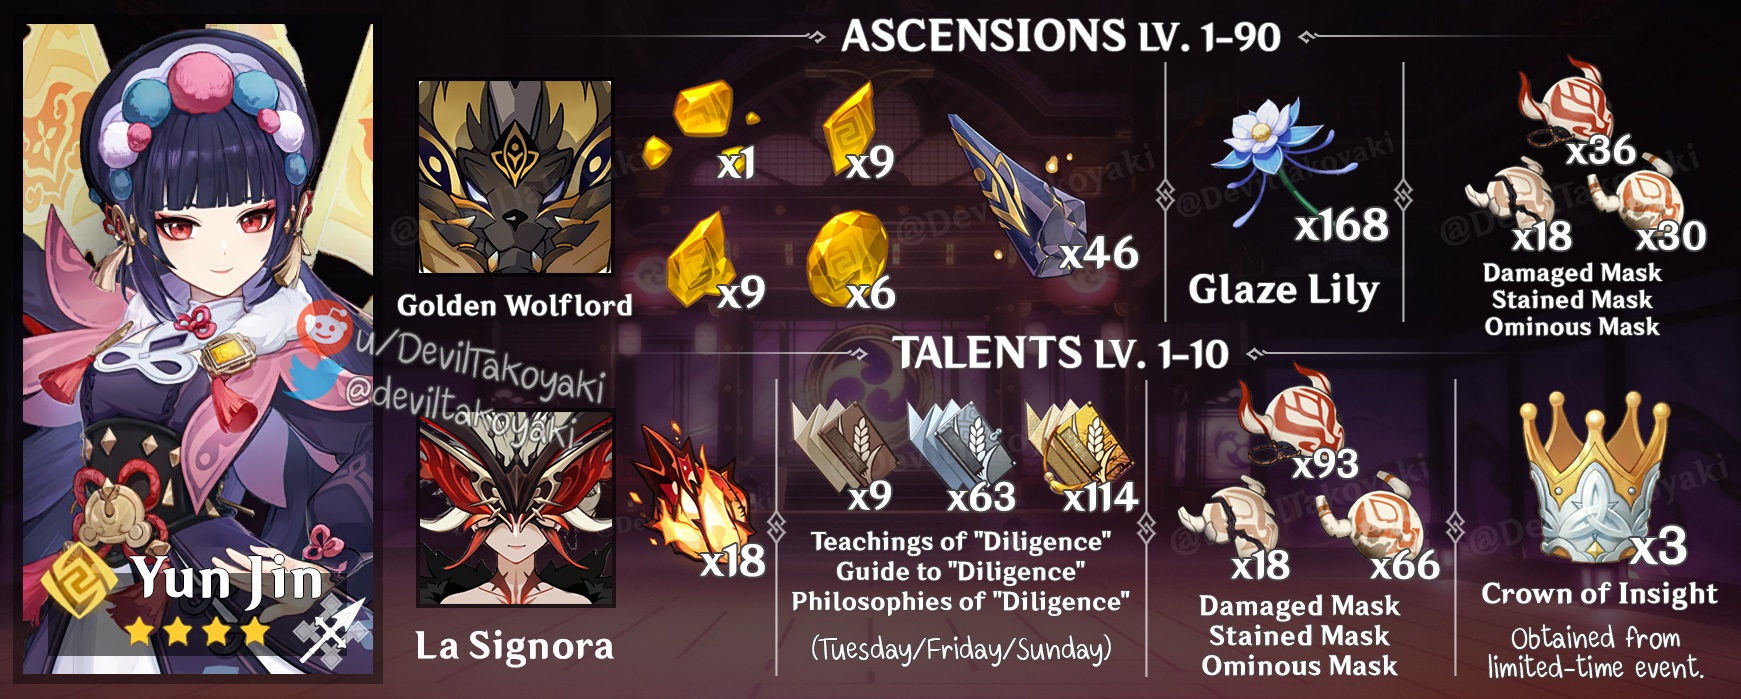 ASCENSIONS LV. 1-90
x1
x9
x9
x6
x46
x168
x36
x18
x30
Golden Wolflord
Glaze Lily
Damaged Mask
Stained Mask
Ominous Mask
u/DevilTakoyaki
@deviltakoyaki
TALENTS LV. 1-10
x18
x9
x63
x114
x93
x18
x66
x3
Teachings of "Diligence"
Guide to "Diligence"
Philosophies of "Diligence"
(Tuesday/Friday/Sunday)
Damaged Mask
Stained Mask
Ominous Mask
Crown of Insight
Obtained from
limited-time event.
Yun Jin
La Signora
@DevilTakoyaki
@DevilTakoyaki
@DevilTakoyaki